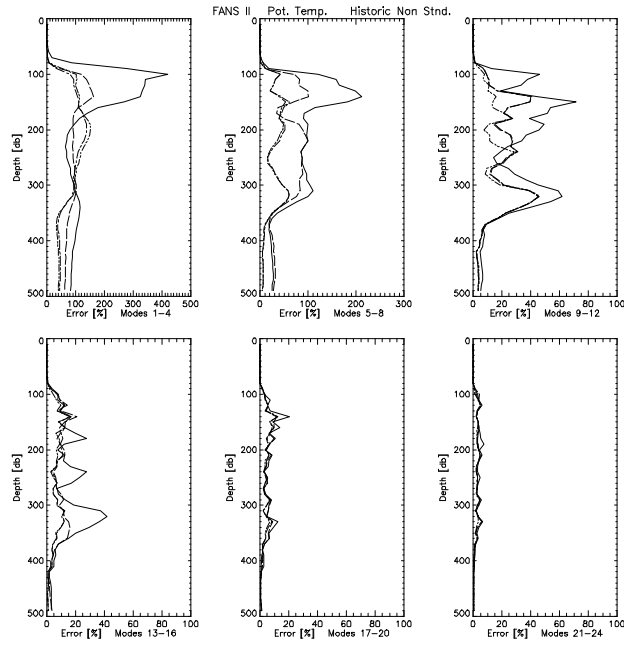 FANS II Pot. Temp. Historic Non Stnd.
0 0 0
100 100 100
200 200 200
Depth [db] Depth [db] Depth [db]
300 300 300
400 400 400
500 500 500
0 100 200 300 400 500 0 100 200 300 0 20 40 60 80 100
Error [%] Modes 1-4 Error [%] Modes 5-8 Error [%] Modes 9-12
0 0 0
100 100 100
200 200 200
Depth [db] Depth [db] Depth [db]
300 300 300
400 400 400
500 500 500
0 20 40 60 80 100 0 20 40 60 80 100 0 20 40 60 80 100
Error [%] Modes 13-16 Error [%] Modes 17-20 Error [%] Modes 21-24